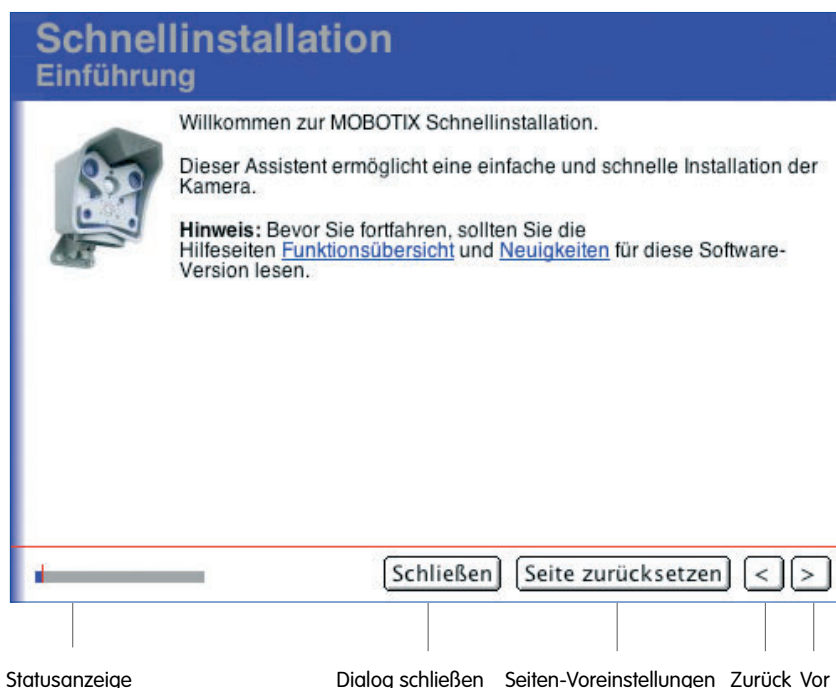 Schnellinstallation
Einführung
Willkommen zur MOBOTIX Schnellinstallation.
Dieser Assistent ermöglicht eine einfache und schnelle Installation der
Kamera.
Hinweis: Bevor Sie fortfahren, sollten Sie die
Hilfeseiten Funktionsübersicht und Neuigkeiten für diese Software-
Version lesen.
Schließen Seite zurücksetzen < >
Statusanzeige Dialog schließen Seiten-Voreinstellungen Zurück Vor